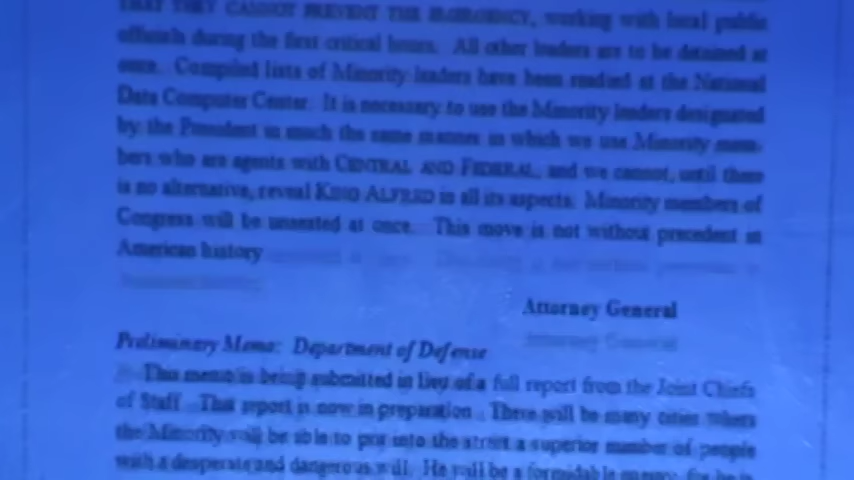 THAT THEY CANNOT PREVENT THE EMERGENCY, working with local public
officials during the first critical hours. All other leaders are to be detained at
once. Compiled lists of Minority leaders have been readied at the National
Data Computer Center. It is necessary to use the Minority leaders designated
by the President in much the same manner in which we use Minority mem-
bers who are agents with CENTRAL AND FEDERAL, and we cannot, until there
is no alternative, reveal KING ALFRED in all its aspects. Minority members of
Congress will be unseated at once. This move is not without precedent in
American history
Attorney General
Preliminary Memo: Department of Defense
This memo is being submitted in lieu of a full report from the Joint Chiefs
of Staff. That report is now in preparation. There will be many cities where
the Minority will be able to put into the street a superior number of people
with a desperate and dangerous will. He will be a formidable enemy, for he is